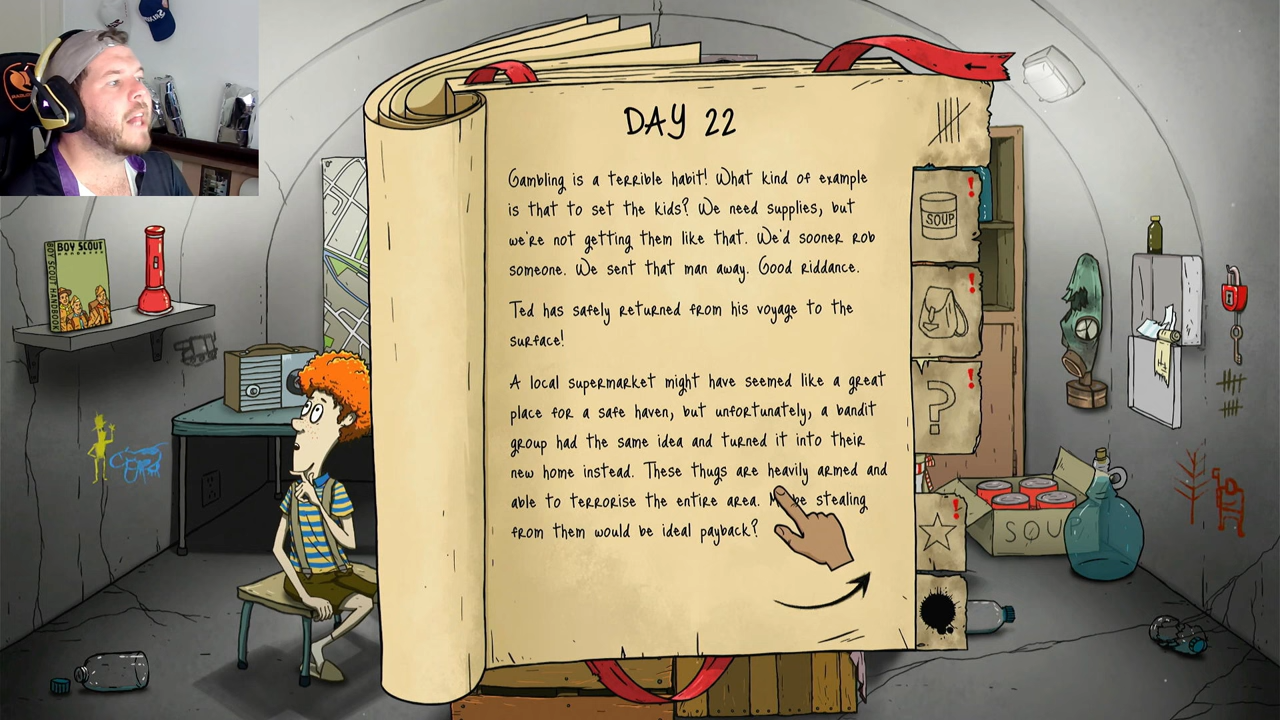 DAY 22
Gambling is a terrible habit! What kind of example
is that to set the kids? We need supplies, but
we're not getting them like that. We'd sooner rob
someone. We sent that man away. Good riddance.
Ted has safely returned from his voyage to the
surface!
A local supermarket might have seemed like a great
place for a safe haven, but unfortunately, a bandit
group had the same idea and turned it into their
new home instead. These thugs are heavily armed and
able to terrorise the entire area. stealing
from them would be ideal payback?
SOUP
!
!
?
!
!
BOY SCOUT
BOY SCOUT HANDBOOK
SOUP